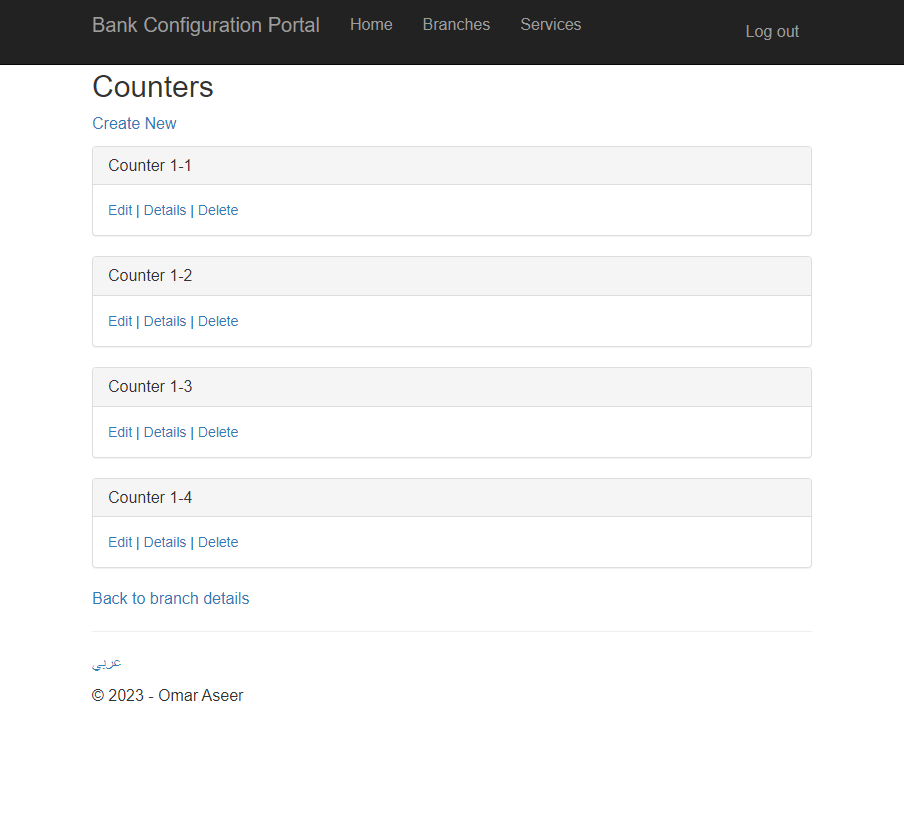 Bank Configuration Portal Home Branches Services Log out
Counters
Create New
Counter 1-1
Edit | Details | Delete
Counter 1-2
Edit | Details | Delete
Counter 1-3
Edit | Details | Delete
Counter 1-4
Edit | Details | Delete
Back to branch details
عربي
© 2023 - Omar Aseer